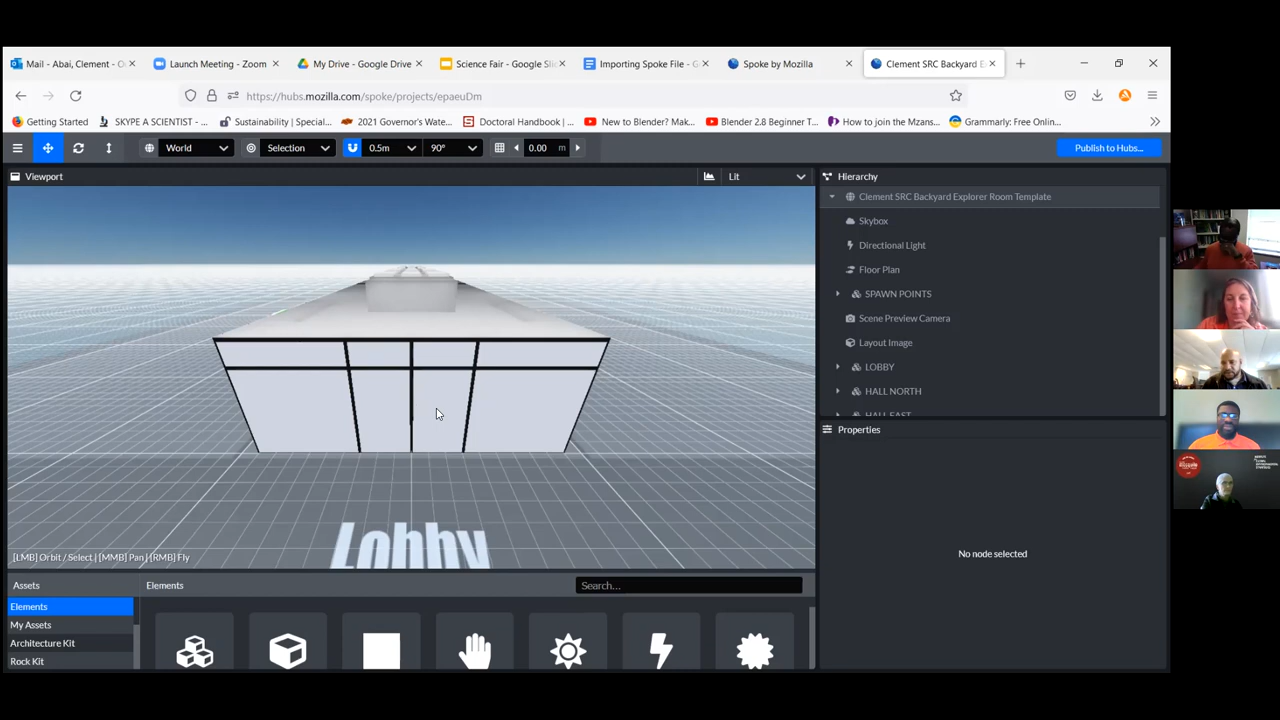 Mail - Abai, Clement - O
Launch Meeting - Zoom
My Drive - Google Drive
Science Fair - Google Slid
Importing Spoke File - G
Spoke by Mozilla
Clement SRC Backyard E
https://hubs.mozilla.com/spoke/projects/epaeuDm
Getting Started
SKYPE A SCIENTIST - ...
Sustainability | Special...
2021 Governor's Wate...
Doctoral Handbook | ...
New to Blender? Mak...
Blender 2.8 Beginner T...
How to join the Mzans...
Grammarly: Free Onlin...
World
Selection
0.5m
90°
0.00 m
Publish to Hubs...
Viewport
Lit
Lobby
[LMB] Orbit / Select | [MMB] Pan | [RMB] Fly
Hierarchy
Clement SRC Backyard Explorer Room Template
Skybox
Directional Light
Floor Plan
SPAWN POINTS
Scene Preview Camera
Layout Image
LOBBY
HALL NORTH
HALL EAST
Properties
No node selected
Assets
Elements
My Assets
Architecture Kit
Rock Kit
Elements
Search...